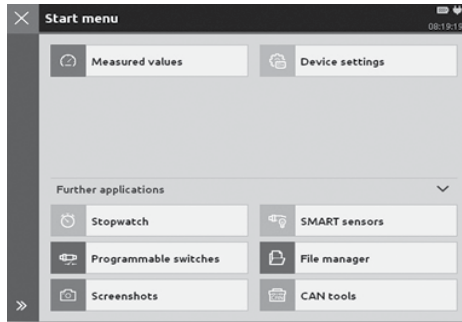 Start menu
08:19:19
Measured values
Device settings
Further applications
Stopwatch
SMART sensors
Programmable switches
File manager
Screenshots
CAN tools